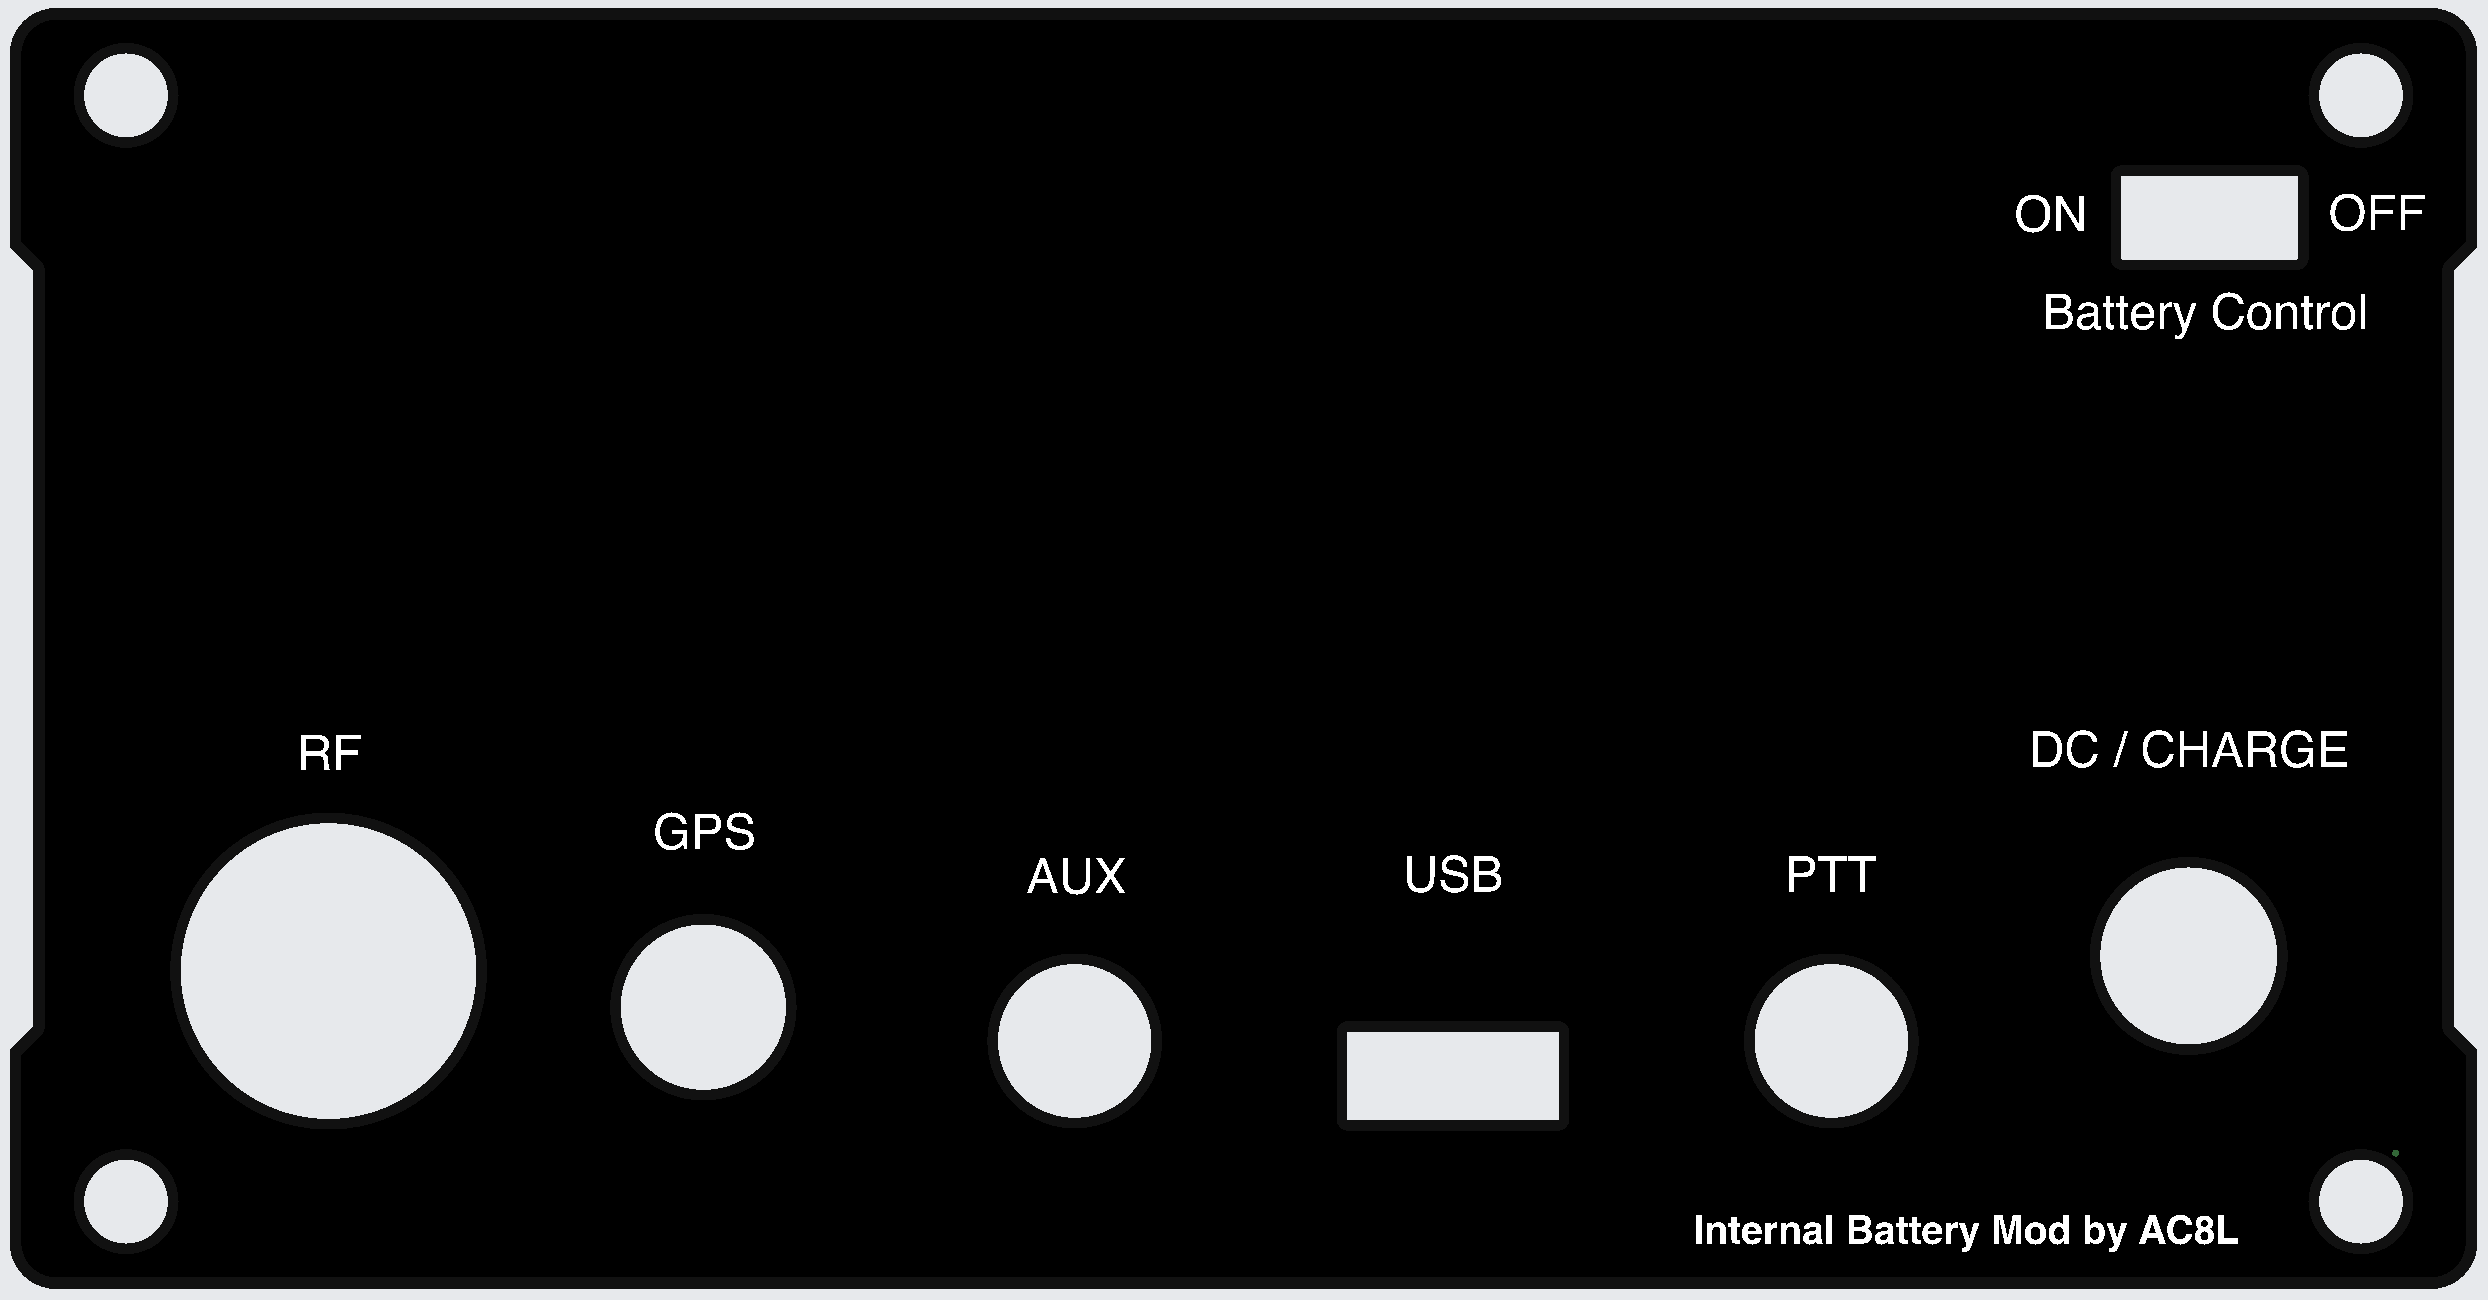 ON OFF
Battery Control
RF
DC / CHARGE
GPS
AUX
USB
PTT
Internal Battery Mod by AC8L